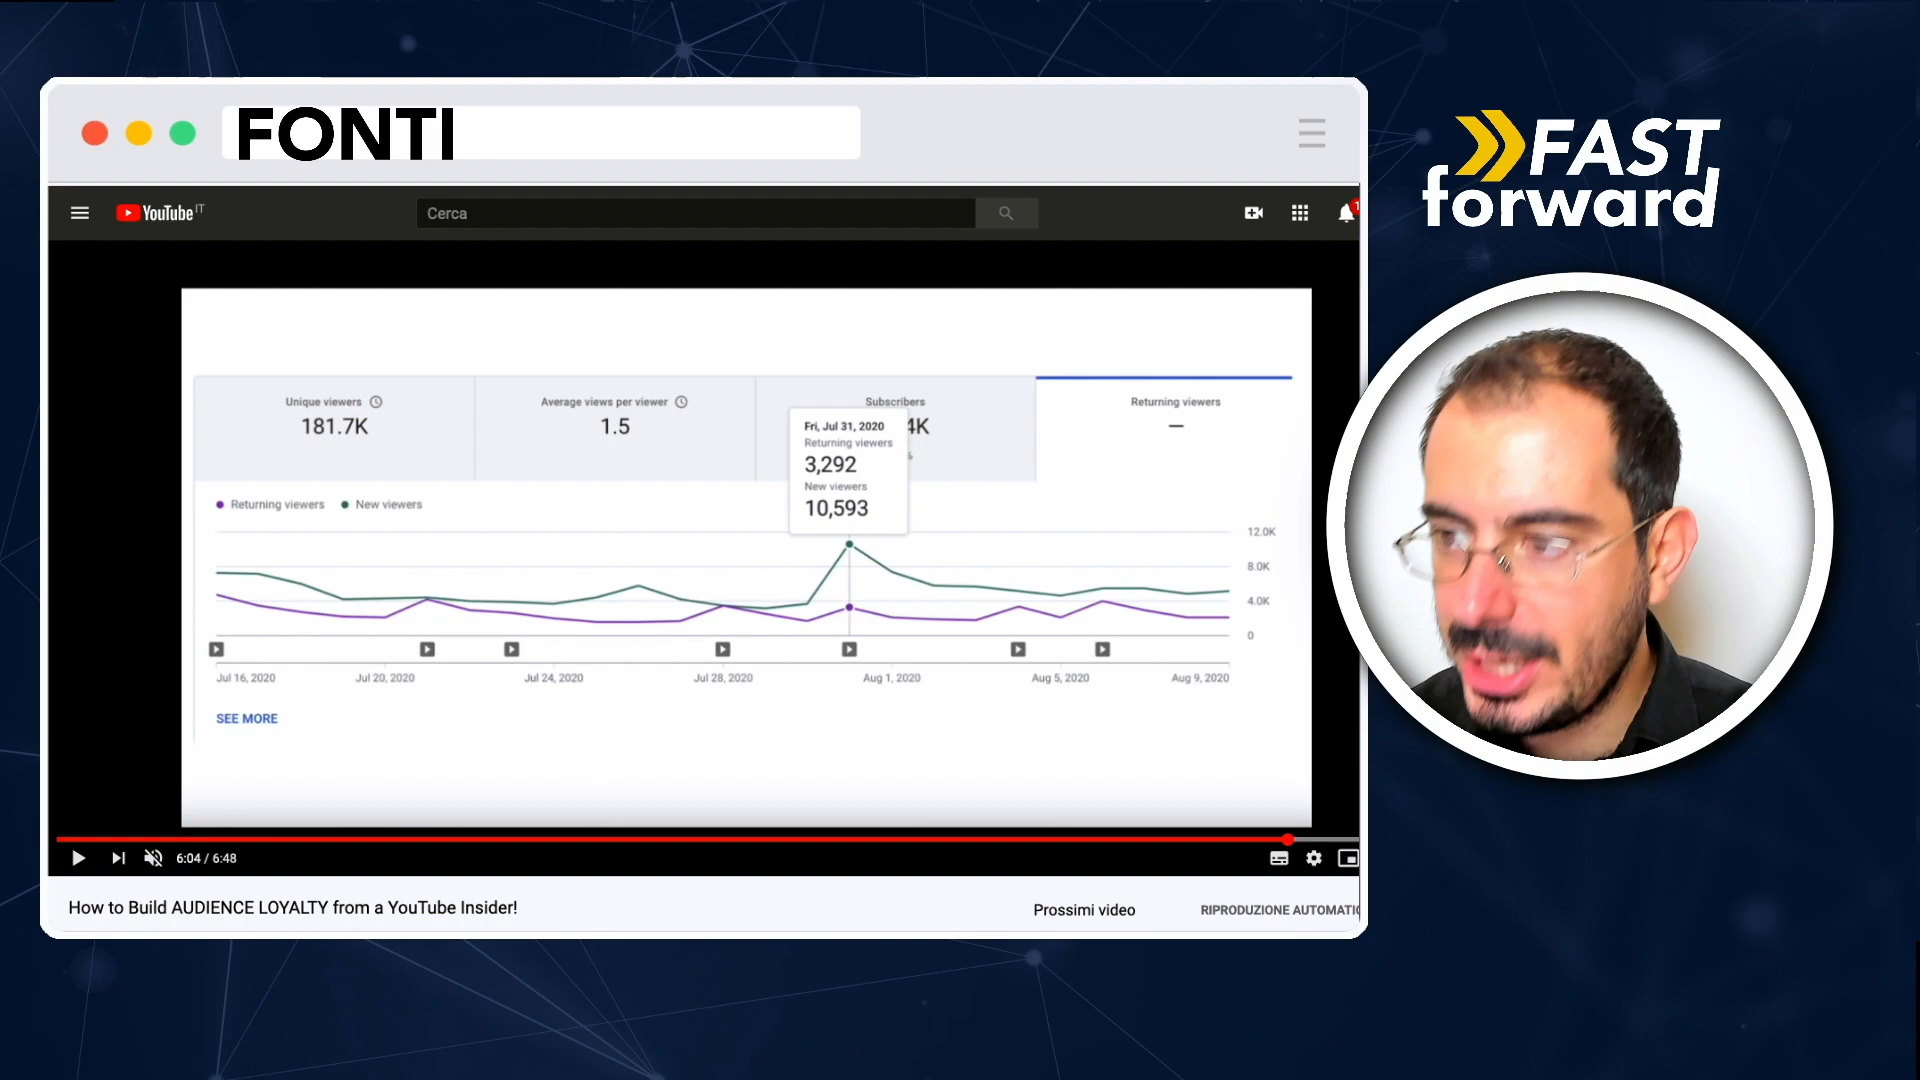 FONTI
FAST
forward
YouTube IT
Cerca
1
Unique viewers
181.7K
Average views per viewer
1.5
Subscribers
4K
Returning viewers
—
Fri, Jul 31, 2020
Returning viewers
3,292
New viewers
10,593
Returning viewers
New viewers
12.0K
8.0K
4.0K
0
Jul 16, 2020
Jul 20, 2020
Jul 24, 2020
Jul 28, 2020
Aug 1, 2020
Aug 5, 2020
Aug 9, 2020
SEE MORE
6:04 / 6:48
How to Build AUDIENCE LOYALTY from a YouTube Insider!
Prossimi video
RIPRODUZIONE AUTOMATIC